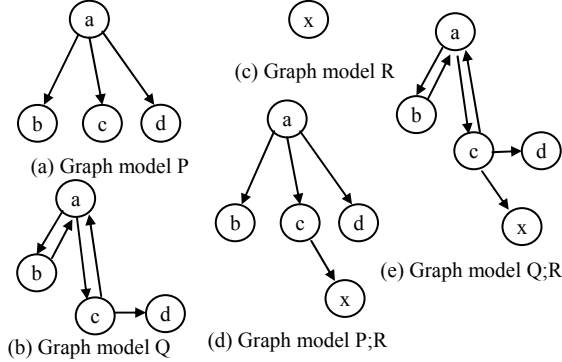 a
b
c
d
(a) Graph model P
a
b
c
d
(b) Graph model Q
x
(c) Graph model R
a
b
c
d
x
(d) Graph model P;R
a
b
c
d
x
(e) Graph model Q;R